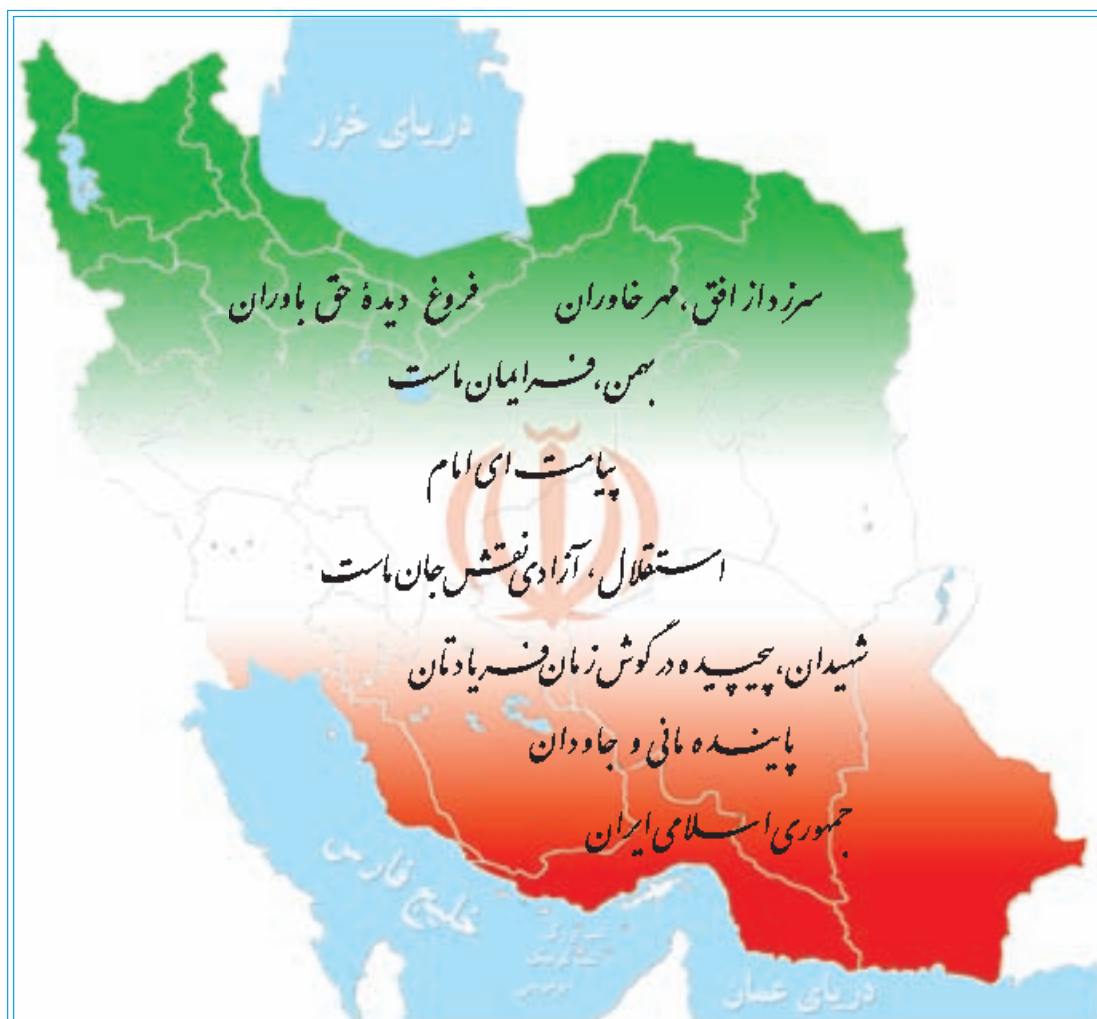 دریای خزر
سر زد از افق، مهر خاوران فروغ دیدهٔ حق باوران
بهمن، فر ایمان ماست
پیامت ای امام
استقلال، آزادی نقش جان ماست
شهیدان، پیچیده در گوش زمان فریادتان
پاینده مانی و جاودان
جمهوری اسلامی ایران
خلیج فارس
دریای عمان